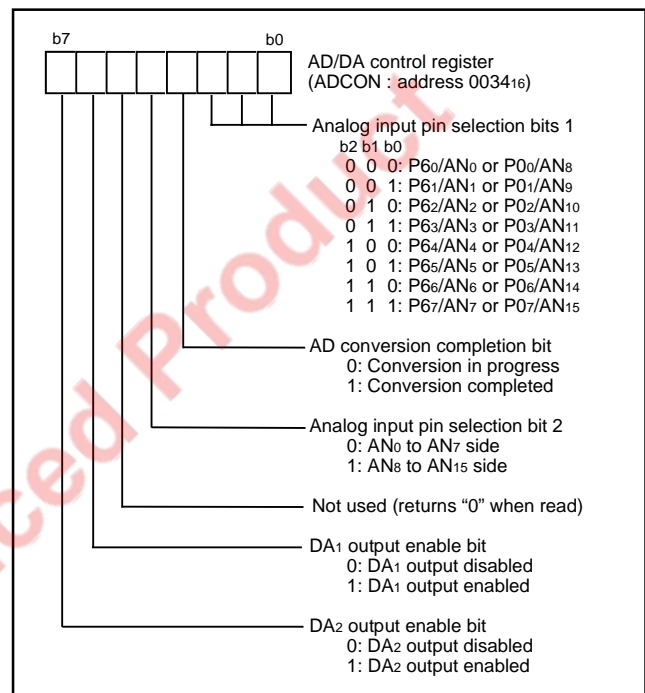 b7 b0
AD/DA control register
(ADCON : address 003416)
Analog input pin selection bits 1
b2 b1 b0
0 0 0: P60/AN0 or P00/AN8
0 0 1: P61/AN1 or P01/AN9
0 1 0: P62/AN2 or P02/AN10
0 1 1: P63/AN3 or P03/AN11
1 0 0: P64/AN4 or P04/AN12
1 0 1: P65/AN5 or P05/AN13
1 1 0: P66/AN6 or P06/AN14
1 1 1: P67/AN7 or P07/AN15
AD conversion completion bit
0: Conversion in progress
1: Conversion completed
Analog input pin selection bit 2
0: AN0 to AN7 side
1: AN8 to AN15 side
Not used (returns “0” when read)
DA1 output enable bit
0: DA1 output disabled
1: DA1 output enabled
DA2 output enable bit
0: DA2 output disabled
1: DA2 output enabled
ced Product